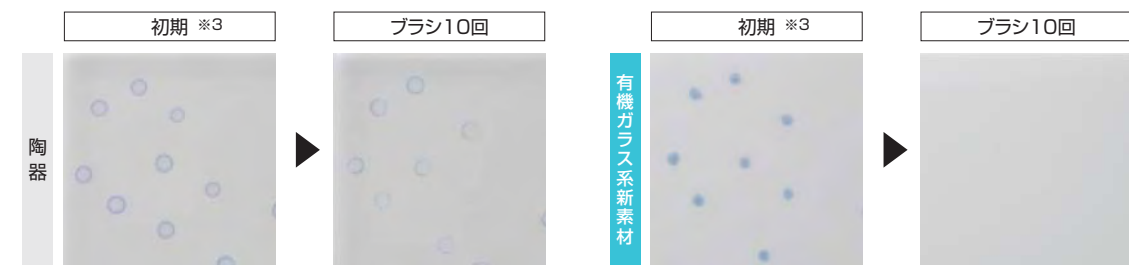 初期 ※3
ブラシ10回
陶器
初期 ※3
ブラシ10回
有機ガラス系新素材